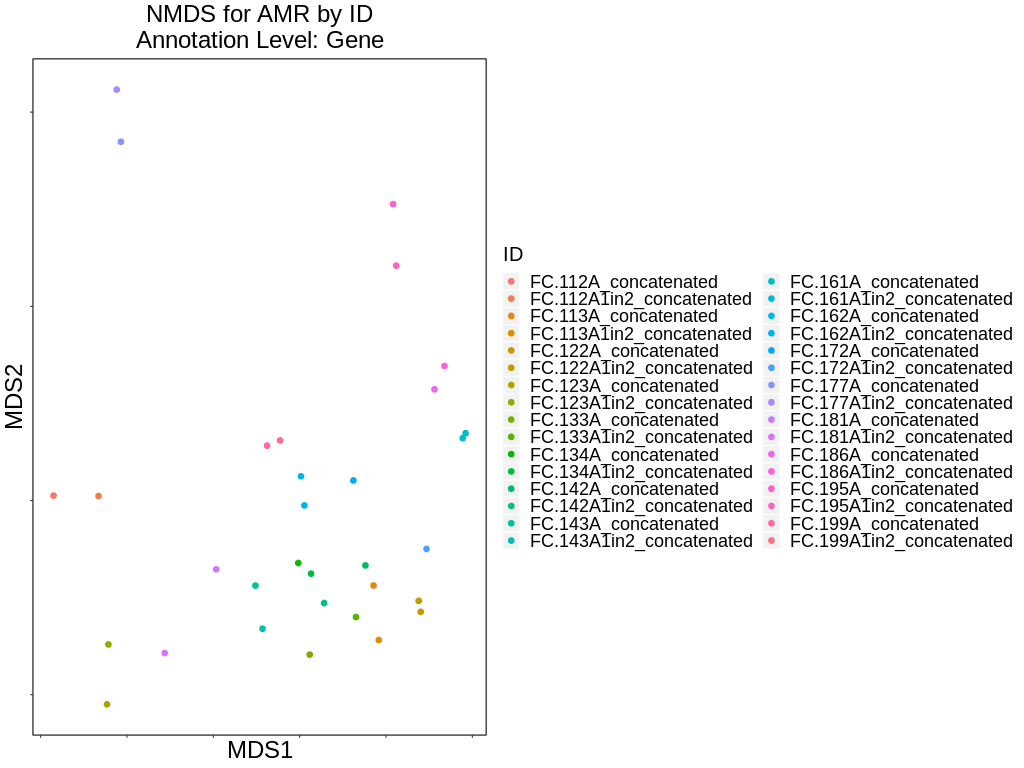 NMDS for AMR by ID
Annotation Level: Gene
MDS2
MDS1
ID
FC.112A_concatenated
FC.112A1in2_concatenated
FC.113A_concatenated
FC.113A1in2_concatenated
FC.122A_concatenated
FC.122A1in2_concatenated
FC.123A_concatenated
FC.123A1in2_concatenated
FC.133A_concatenated
FC.133A1in2_concatenated
FC.134A_concatenated
FC.134A1in2_concatenated
FC.142A_concatenated
FC.142A1in2_concatenated
FC.143A_concatenated
FC.143A1in2_concatenated
FC.161A_concatenated
FC.161A1in2_concatenated
FC.162A_concatenated
FC.162A1in2_concatenated
FC.172A_concatenated
FC.172A1in2_concatenated
FC.177A_concatenated
FC.177A1in2_concatenated
FC.181A_concatenated
FC.181A1in2_concatenated
FC.186A_concatenated
FC.186A1in2_concatenated
FC.195A_concatenated
FC.195A1in2_concatenated
FC.199A_concatenated
FC.199A1in2_concatenated